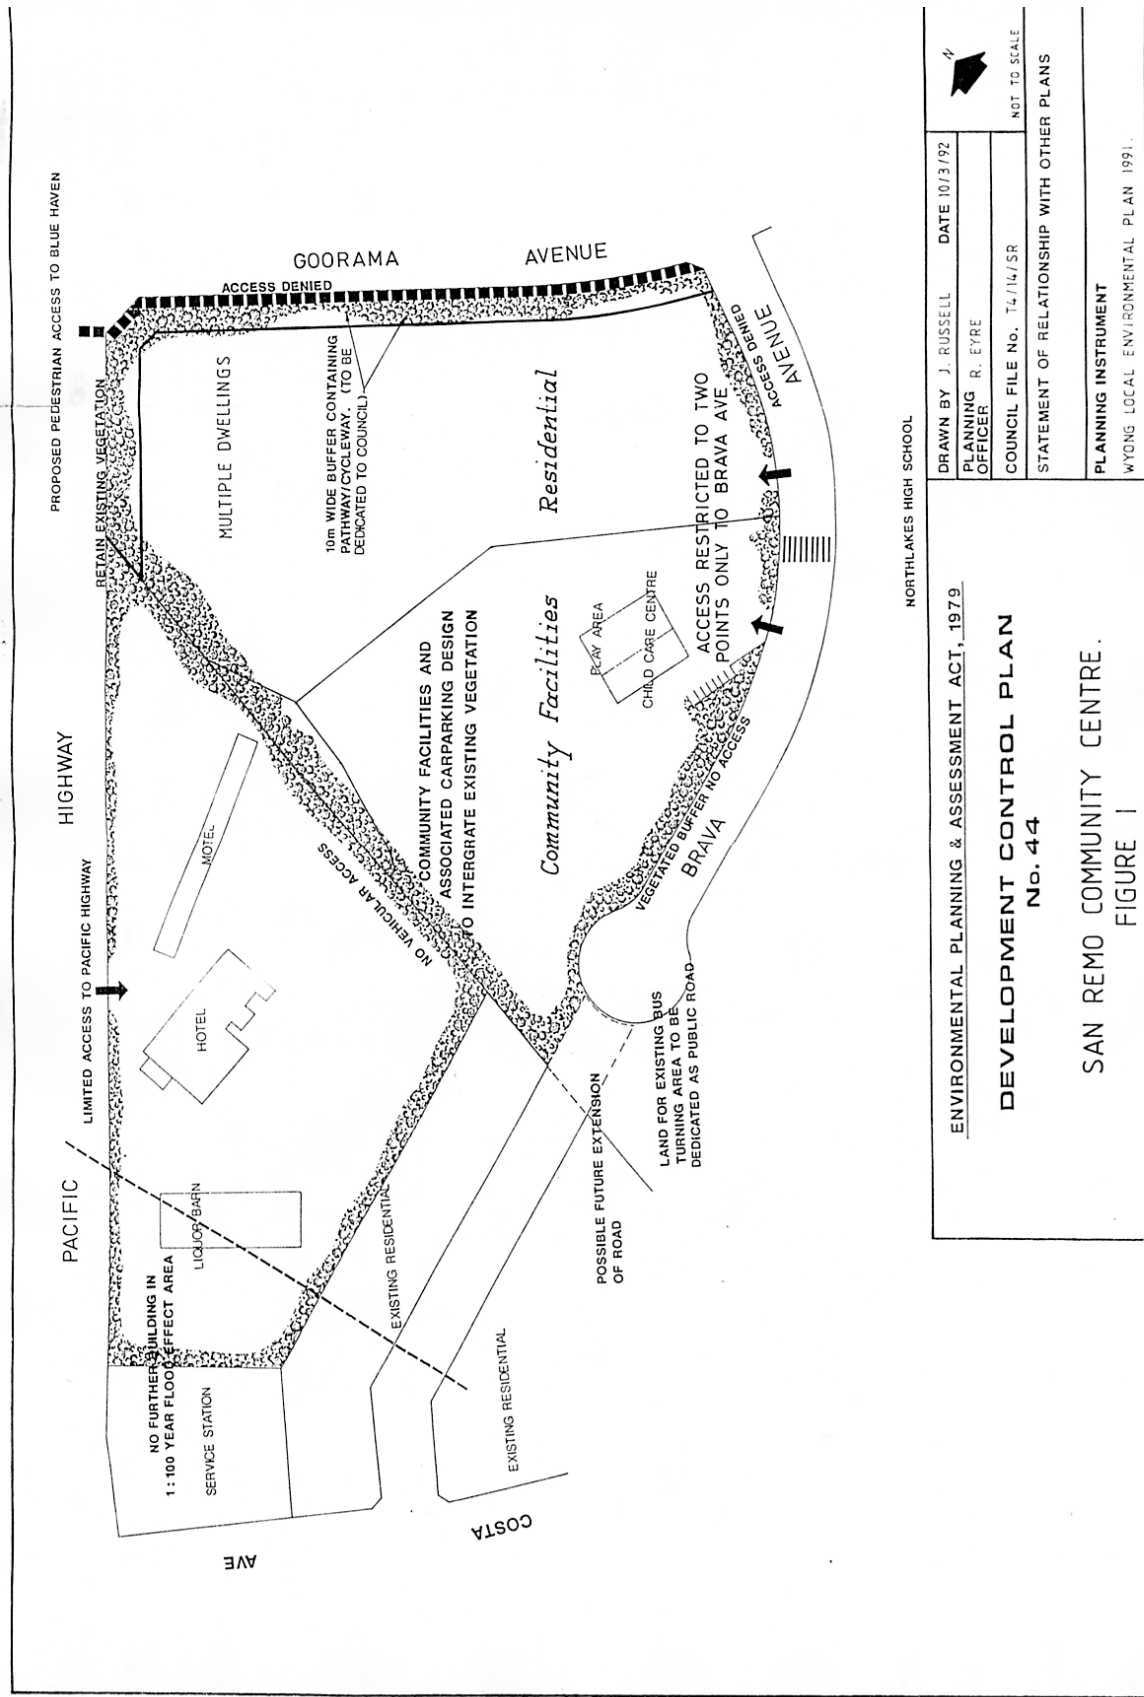 PROPOSED PEDESTRIAN ACCESS TO BLUE HAVEN
PACIFIC
HIGHWAY
LIMITED ACCESS TO PACIFIC HIGHWAY
RETAIN EXISTING VEGETATION
NO FURTHER BUILDING IN
1:100 YEAR FLOOD EFFECT AREA
SERVICE STATION
LIQUOR BARN
HOTEL
MOTEL
MULTIPLE DWELLINGS
ACCESS DENIED
GOORAMA
AVENUE
10m WIDE BUFFER CONTAINING
PATHWAY/CYCLEWAY. (TO BE
DEDICATED TO COUNCIL)
NO VEHICULAR ACCESS
COMMUNITY FACILITIES AND
ASSOCIATED CARPARKING DESIGN
TO INTERGRATE EXISTING VEGETATION
Community Facilities
Residential
PLAY AREA
CHILD CARE CENTRE
ACCESS RESTRICTED TO TWO
POINTS ONLY TO BRAVA AVE
ACCESS DENIED
AVENUE
VEGETATED BUFFER NO ACCESS
BRAVA
EXISTING RESIDENTIAL
EXISTING RESIDENTIAL
AVE
COSTA
POSSIBLE FUTURE EXTENSION
OF ROAD
LAND FOR EXISTING BUS
TURNING AREA TO BE
DEDICATED AS PUBLIC ROAD
NORTHLAKES HIGH SCHOOL
ENVIRONMENTAL PLANNING & ASSESSMENT ACT, 1979
DEVELOPMENT CONTROL PLAN
No. 44
SAN REMO COMMUNITY CENTRE.
FIGURE 1
DRAWN BY J. RUSSELL DATE 10/3/92
PLANNING
OFFICER R. EYRE
COUNCIL FILE No. T4/14/SR
N
NOT TO SCALE
STATEMENT OF RELATIONSHIP WITH OTHER PLANS
PLANNING INSTRUMENT
WYONG LOCAL ENVIRONMENTAL PLAN 1991.